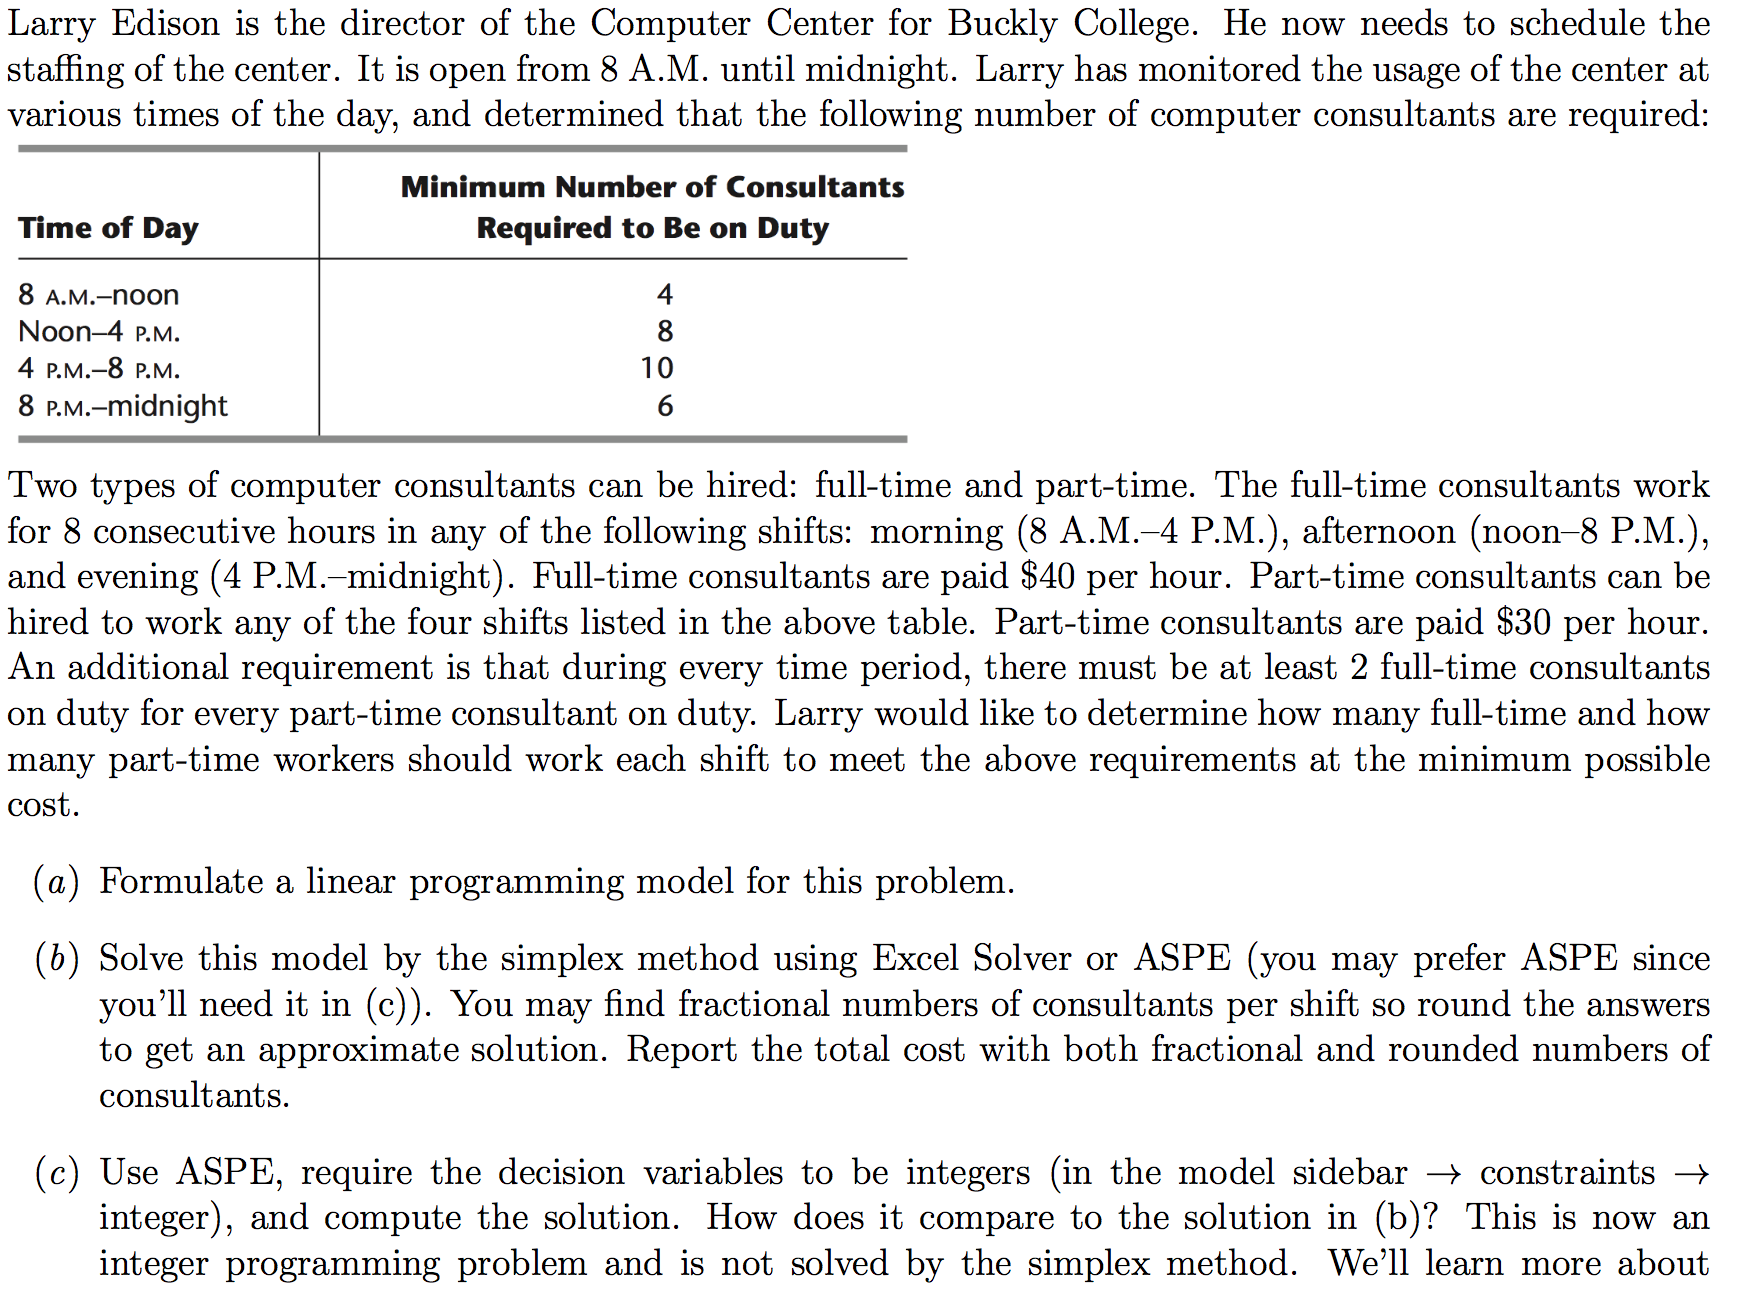 Larry Edison is the director of the Computer Center for Buckly College. He now needs to schedule the
staffing of the center. It is open from 8 A.M. until midnight. Larry has monitored the usage of the center at
various times of the day, and determined that the following number of computer consultants are required:
Minimum Number of Consultants
Time of Day Required to Be on Duty
8 A.M.–noon 4
Noon–4 P.M. 8
4 P.M.–8 P.M. 10
8 P.M.–midnight 6
Two types of computer consultants can be hired: full-time and part-time. The full-time consultants work
for 8 consecutive hours in any of the following shifts: morning (8 A.M.–4 P.M.), afternoon (noon–8 P.M.),
and evening (4 P.M.–midnight). Full-time consultants are paid $40 per hour. Part-time consultants can be
hired to work any of the four shifts listed in the above table. Part-time consultants are paid $30 per hour.
An additional requirement is that during every time period, there must be at least 2 full-time consultants
on duty for every part-time consultant on duty. Larry would like to determine how many full-time and how
many part-time workers should work each shift to meet the above requirements at the minimum possible
cost.
(a) Formulate a linear programming model for this problem.
(b) Solve this model by the simplex method using Excel Solver or ASPE (you may prefer ASPE since
you'll need it in (c)). You may find fractional numbers of consultants per shift so round the answers
to get an approximate solution. Report the total cost with both fractional and rounded numbers of
consultants.
(c) Use ASPE, require the decision variables to be integers (in the model sidebar → constraints →
integer), and compute the solution. How does it compare to the solution in (b)? This is now an
integer programming problem and is not solved by the simplex method. We'll learn more about